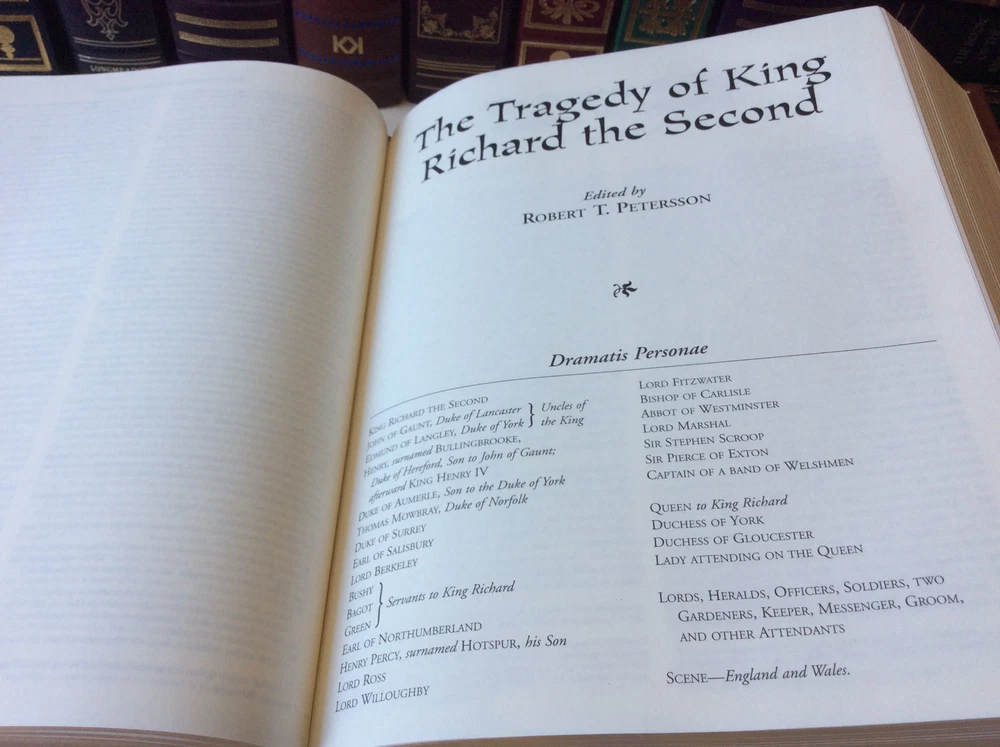 LONGMEADOW
KK
The Tragedy of King
Richard the Second
Edited by
ROBERT T. PETERSSON
Dramatis Personae
KING RICHARD THE SECOND
JOHN OF GAUNT, Duke of Lancaster
EDMUND OF LANGLEY, Duke of York
Uncles of
the King
HENRY, surnamed BULLINGBROOKE,
Duke of Hereford, Son to John of Gaunt;
afterward KING HENRY IV
DUKE OF AUMERLE, Son to the Duke of York
THOMAS MOWBRAY, Duke of Norfolk
DUKE OF SURREY
EARL OF SALISBURY
LORD BERKELEY
BUSHY
BAGOT
GREEN
Servants to King Richard
EARL OF NORTHUMBERLAND
HENRY PERCY, surnamed HOTSPUR, his Son
LORD ROSS
LORD WILLOUGHBY
LORD FITZWATER
BISHOP OF CARLISLE
ABBOT OF WESTMINSTER
LORD MARSHAL
SIR STEPHEN SCROOP
SIR PIERCE OF EXTON
CAPTAIN OF A BAND OF WELSHMEN
QUEEN to King Richard
DUCHESS OF YORK
DUCHESS OF GLOUCESTER
LADY ATTENDING ON THE QUEEN
LORDS, HERALDS, OFFICERS, SOLDIERS, TWO
GARDENERS, KEEPER, MESSENGER, GROOM,
AND OTHER ATTENDANTS
SCENE—England and Wales.